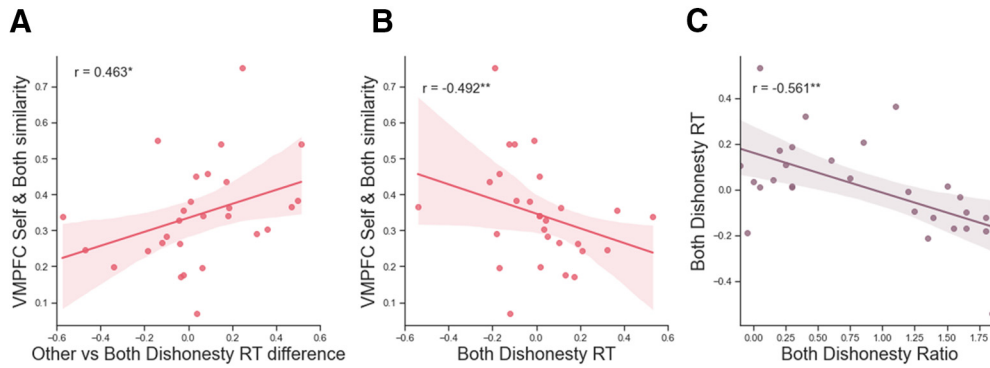 A
B
C
r = 0.463*
r = -0.492**
r = -0.561**
VMPFC Self & Both similarity
0.7
0.6
0.5
0.4
0.3
0.2
0.1
−0.6 −0.4 −0.2 0.0 0.2 0.4 0.6
Other vs Both Dishonesty RT difference
VMPFC Self & Both similarity
0.7
0.6
0.5
0.4
0.3
0.2
0.1
−0.6 −0.4 −0.2 0.0 0.2 0.4 0.6
Both Dishonesty RT
Both Dishonesty RT
0.4
0.2
0.0
−0.2
−0.4
0.00 0.25 0.50 0.75 1.00 1.25 1.50 1.75
Both Dishonesty Ratio